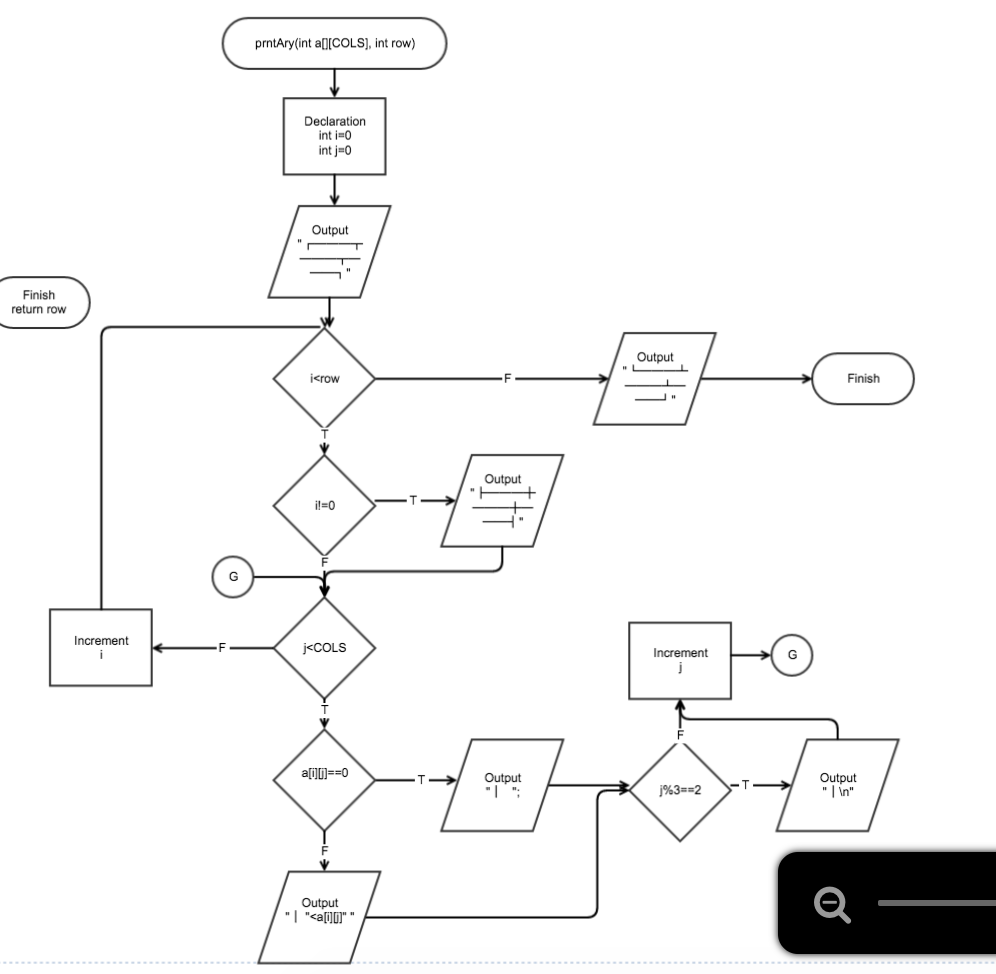 prntAry(int a[][COLS], int row)
Declaration
int i=0
int j=0
Output
" ┌────┬
────┬
───┐ "
Finish
return row
i<row
F
Output
" └────┴
────┴
───┘ "
Finish
T
i!=0
T
Output
" ├────┼
────┼
───┤ "
F
G
j<COLS
F
Increment
i
T
a[i][j]==0
T
Output
" |    ";
j%3==2
F
Increment
j
G
T
Output
" | \n"
F
Output
" |  "<a[i][j]" "